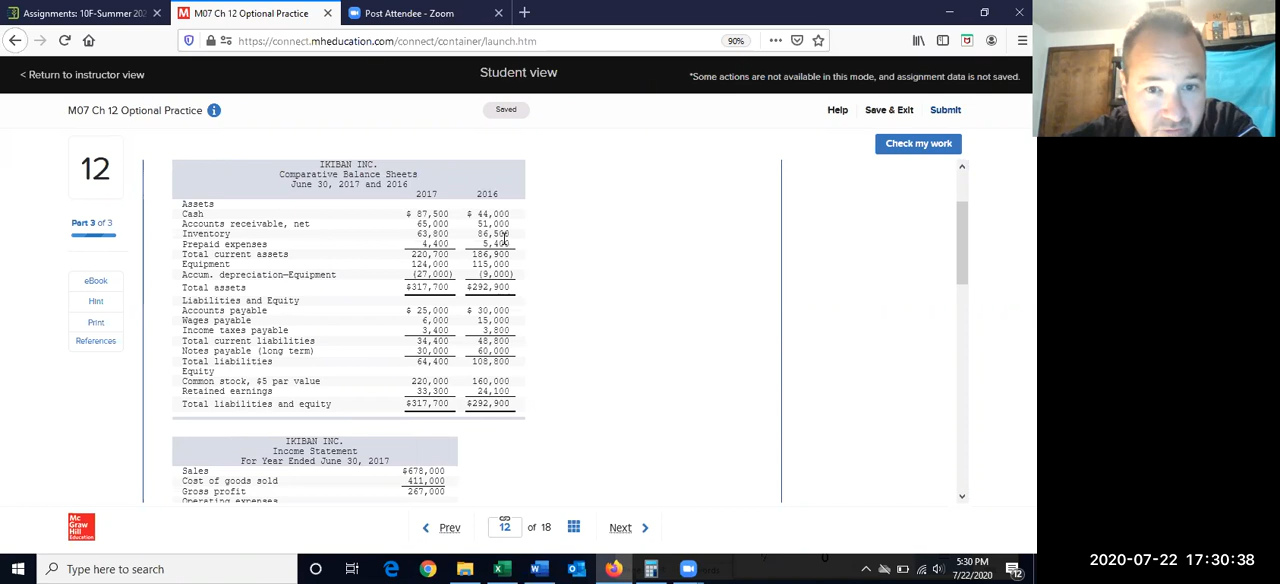 Assignments: 10F-Summer 202
M07 Ch 12 Optional Practice
Post Attendee - Zoom
https://connect.mheducation.com/connect/container/launch.htm
90%
< Return to instructor view
Student view
*Some actions are not available in this mode, and assignment data is not saved.
M07 Ch 12 Optional Practice
Saved
Help
Save & Exit
Submit
Check my work
12
Part 3 of 3
eBook
Hint
Print
References
IKIBAN INC.
Comparative Balance Sheets
June 30, 2017 and 2016
2017 2016
Assets
Cash $ 87,500 $ 44,000
Accounts receivable, net 65,000 51,000
Inventory 63,800 86,500
Prepaid expenses 4,400 5,400
Total current assets 220,700 186,900
Equipment 124,000 115,000
Accum. depreciation—Equipment (27,000) (9,000)
Total assets $317,700 $292,900
Liabilities and Equity
Accounts payable $ 25,000 $ 30,000
Wages payable 6,000 15,000
Income taxes payable 3,400 3,800
Total current liabilities 34,400 48,800
Notes payable (long term) 30,000 60,000
Total liabilities 64,400 108,800
Equity
Common stock, $5 par value 220,000 160,000
Retained earnings 33,300 24,100
Total liabilities and equity $317,700 $292,900
IKIBAN INC.
Income Statement
For Year Ended June 30, 2017
Sales $678,000
Cost of goods sold 411,000
Gross profit 267,000
Operating expenses
Mc
Graw
Hill
Education
Prev
12 of 18
Next
Type here to search
5:30 PM
7/22/2020
2020-07-22 17:30:38